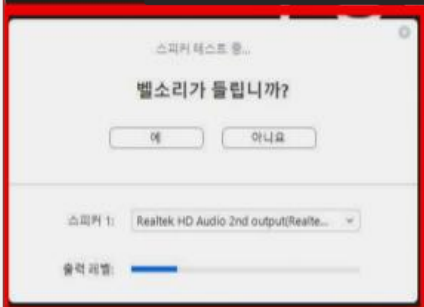 스피커 테스트 중...
벨소리가 들립니까?
예 아니요
스피커 1: Realtek HD Audio 2nd output(Realte...
출력 레벨: